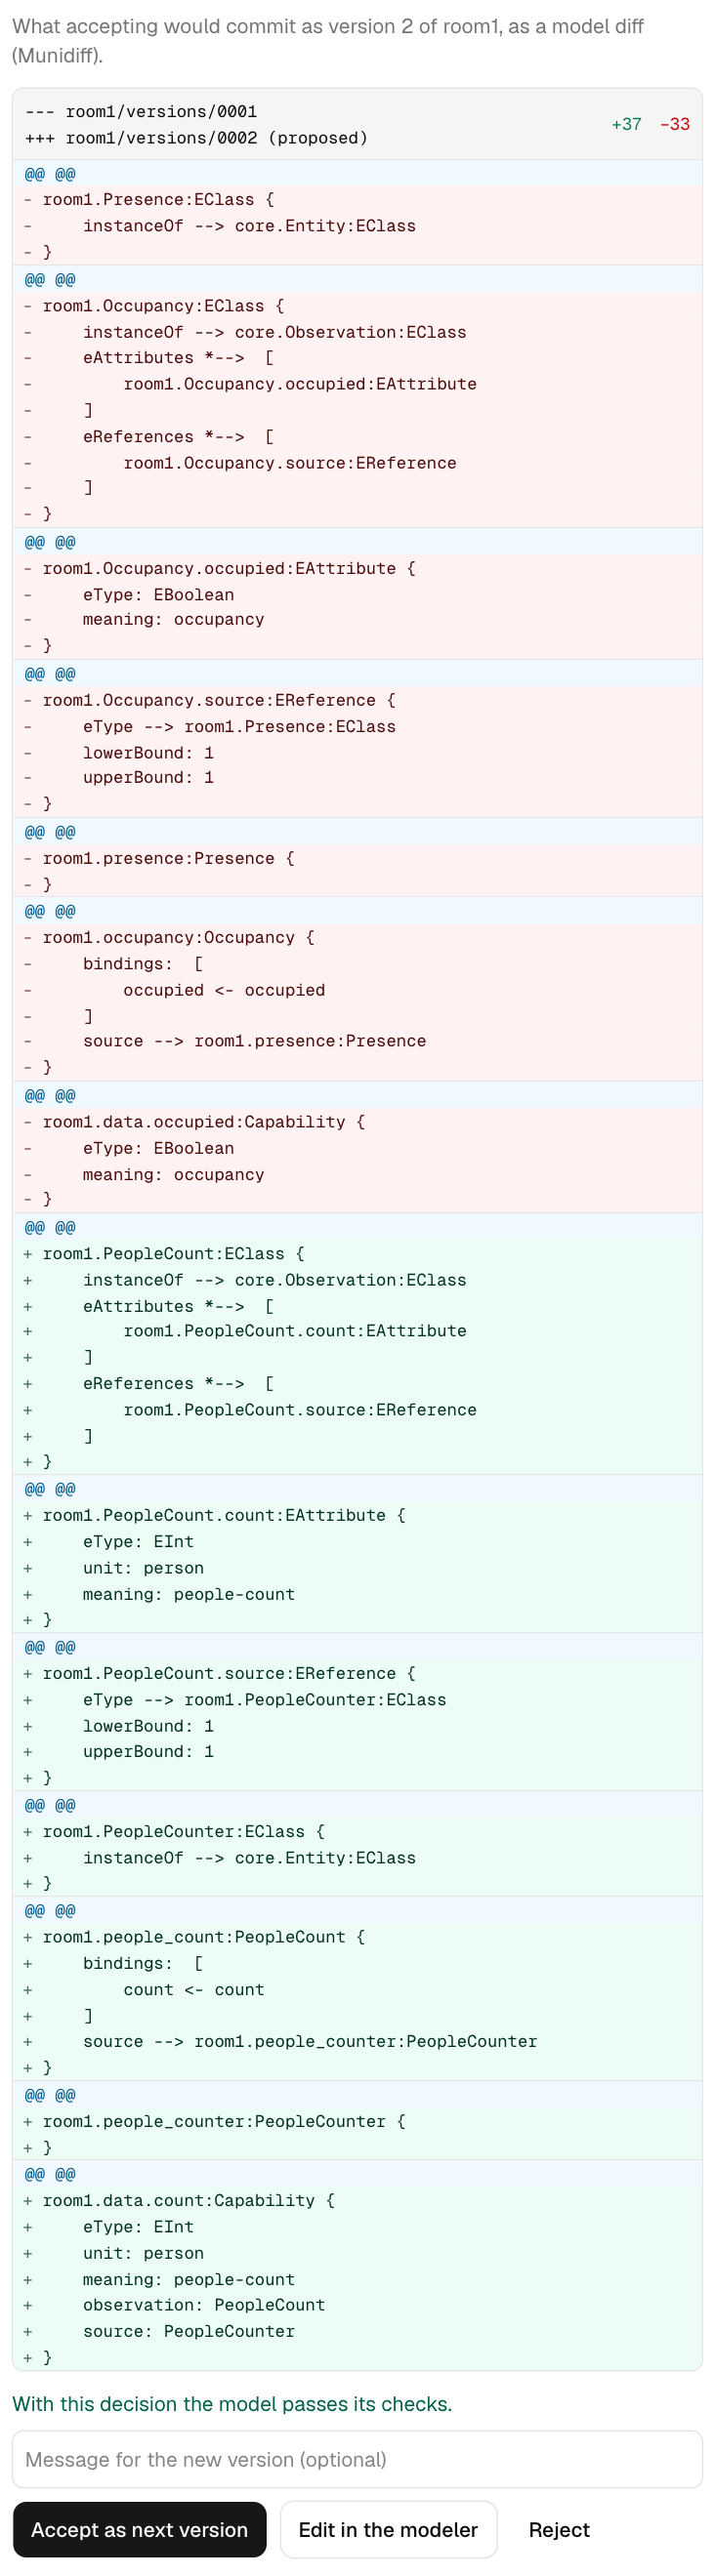 What accepting would commit as version 2 of room1, as a model diff
(Munidiff).
--- room1/versions/0001
+++ room1/versions/0002 (proposed)
+37 −33
@@ @@
- room1.Presence:EClass {
-     instanceOf --> core.Entity:EClass
- }
@@ @@
- room1.Occupancy:EClass {
-     instanceOf --> core.Observation:EClass
-     eAttributes *-->  [
-         room1.Occupancy.occupied:EAttribute
-     ]
-     eReferences *-->  [
-         room1.Occupancy.source:EReference
-     ]
- }
@@ @@
- room1.Occupancy.occupied:EAttribute {
-     eType: EBoolean
-     meaning: occupancy
- }
@@ @@
- room1.Occupancy.source:EReference {
-     eType --> room1.Presence:EClass
-     lowerBound: 1
-     upperBound: 1
- }
@@ @@
- room1.presence:Presence {
- }
@@ @@
- room1.occupancy:Occupancy {
-     bindings:  [
-         occupied <- occupied
-     ]
-     source --> room1.presence:Presence
- }
@@ @@
- room1.data.occupied:Capability {
-     eType: EBoolean
-     meaning: occupancy
- }
@@ @@
+ room1.PeopleCount:EClass {
+     instanceOf --> core.Observation:EClass
+     eAttributes *-->  [
+         room1.PeopleCount.count:EAttribute
+     ]
+     eReferences *-->  [
+         room1.PeopleCount.source:EReference
+     ]
+ }
@@ @@
+ room1.PeopleCount.count:EAttribute {
+     eType: EInt
+     unit: person
+     meaning: people-count
+ }
@@ @@
+ room1.PeopleCount.source:EReference {
+     eType --> room1.PeopleCounter:EClass
+     lowerBound: 1
+     upperBound: 1
+ }
@@ @@
+ room1.PeopleCounter:EClass {
+     instanceOf --> core.Entity:EClass
+ }
@@ @@
+ room1.people_count:PeopleCount {
+     bindings:  [
+         count <- count
+     ]
+     source --> room1.people_counter:PeopleCounter
+ }
@@ @@
+ room1.people_counter:PeopleCounter {
+ }
@@ @@
+ room1.data.count:Capability {
+     eType: EInt
+     unit: person
+     meaning: people-count
+     observation: PeopleCount
+     source: PeopleCounter
+ }
With this decision the model passes its checks.
Message for the new version (optional)
Accept as next version
Edit in the modeler
Reject